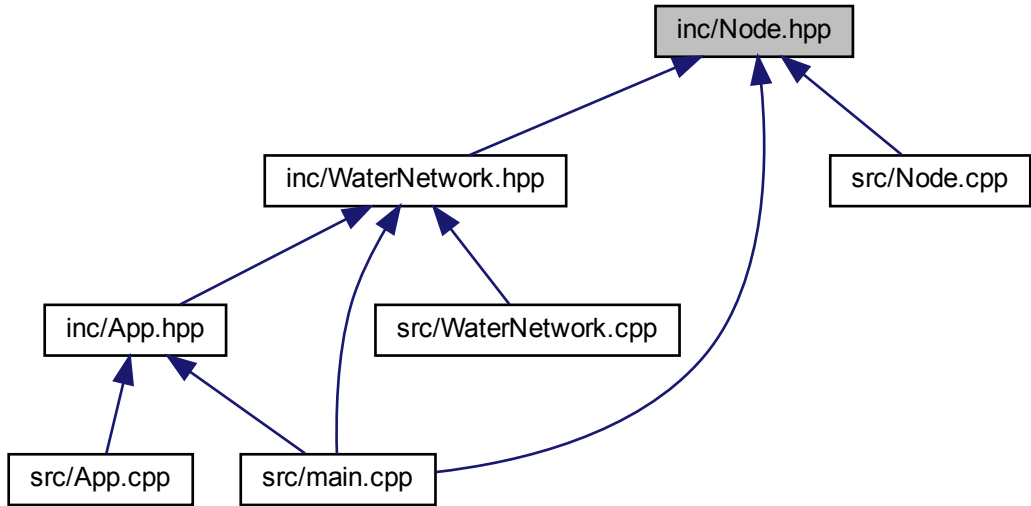 inc/Node.hpp
inc/WaterNetwork.hpp
src/Node.cpp
inc/App.hpp
src/WaterNetwork.cpp
src/App.cpp
src/main.cpp